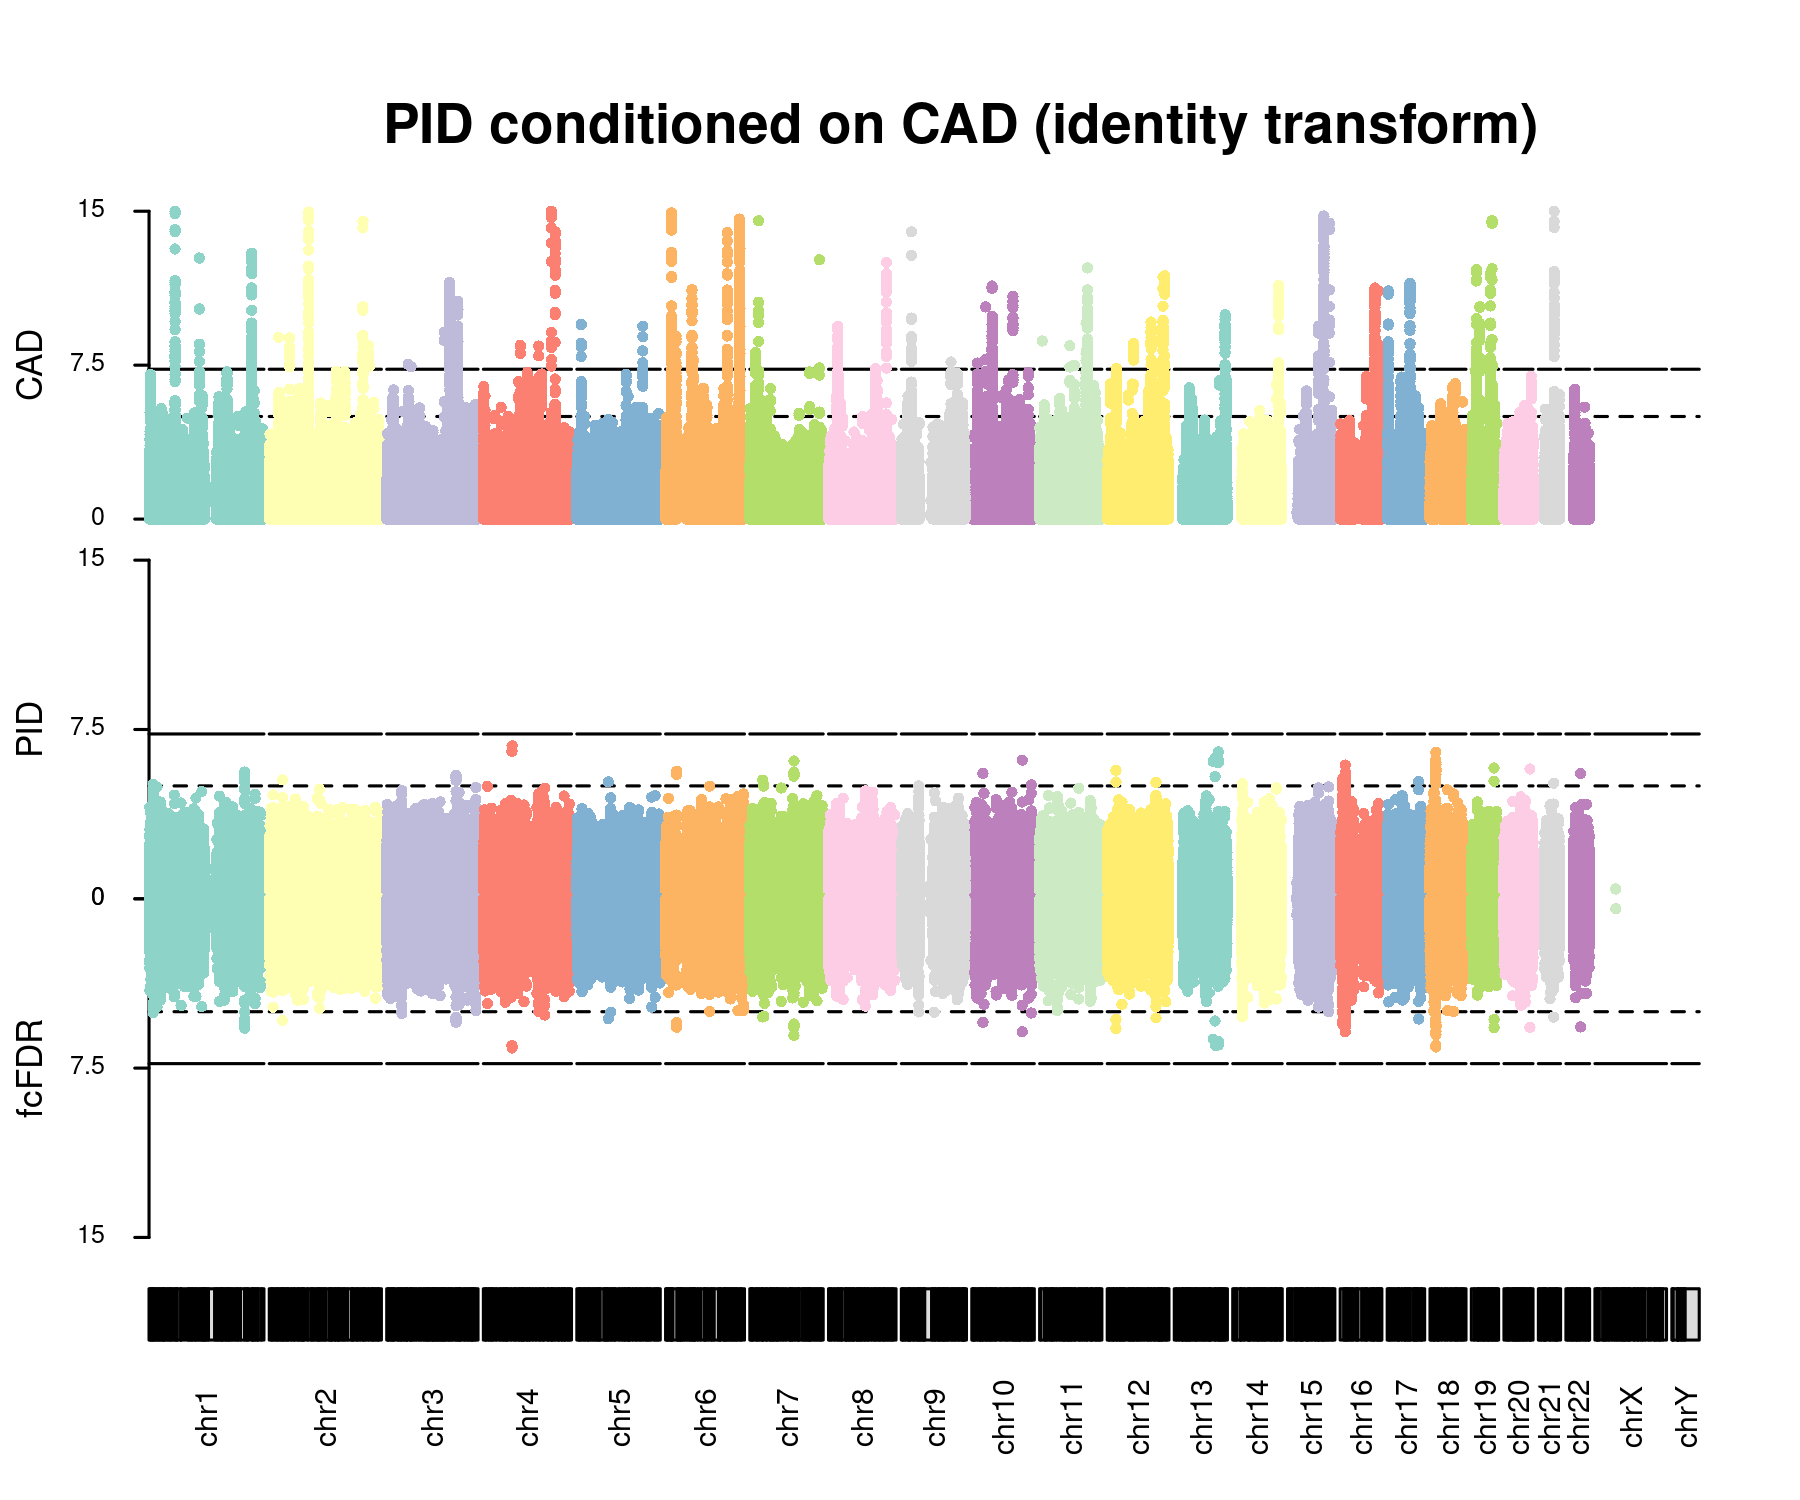 PID conditioned on CAD (identity transform)
15
7.5
0
CAD
15
7.5
0
7.5
15
PID
fcFDR
chr1
chr2
chr3
chr4
chr5
chr6
chr7
chr8
chr9
chr10
chr11
chr12
chr13
chr14
chr15
chr16
chr17
chr18
chr19
chr20
chr21
chr22
chrX
chrY